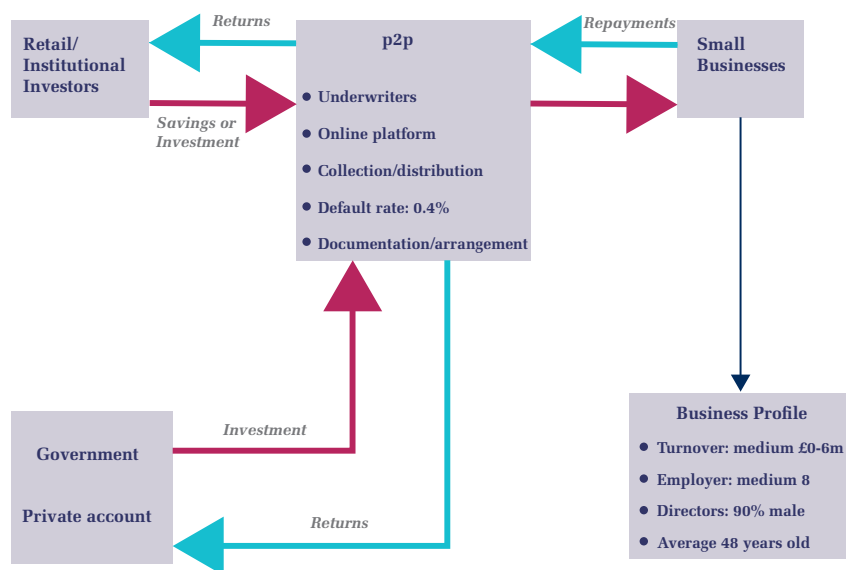 Returns
Repayments
Retail/
Institutional
Investors
p2p
Small
Businesses
Savings or
Investment
Underwriters
Online platform
Collection/distribution
Default rate: 0.4%
Documentation/arrangement
Investment
Government
Private account
Returns
Business Profile
Turnover: medium £0-6m
Employer: medium 8
Directors: 90% male
Average 48 years old